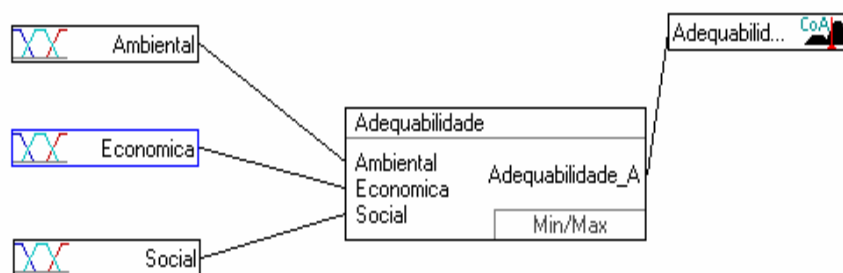 Ambiental
Adequabilid...
CoA
Economica
Adequabilidade
Ambiental
Economica
Social
Adequabilidade_A
Min/Max
Social